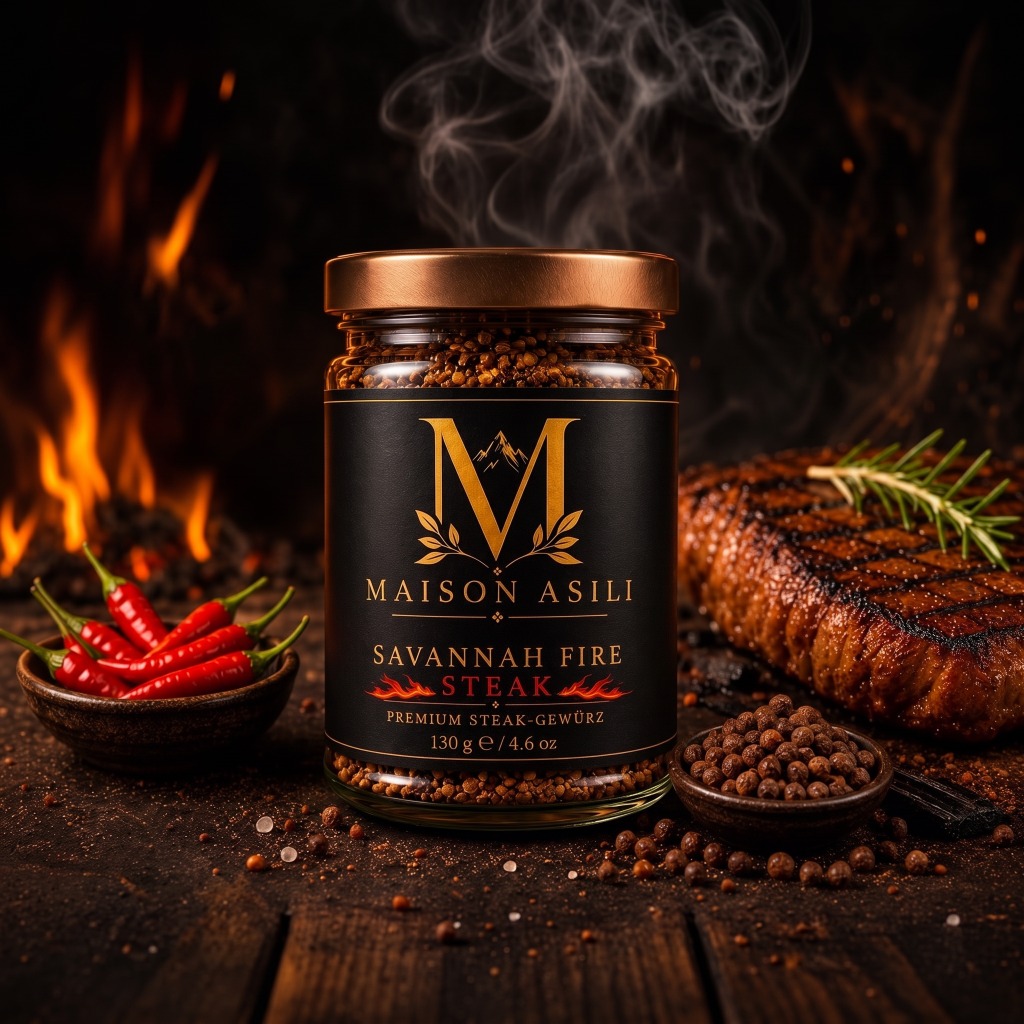 M
MAISON ASILI
SAVANNAH FIRE
STEAK
PREMIUM STEAK-GEWÜRZ
130 g ℮ / 4.6 oz